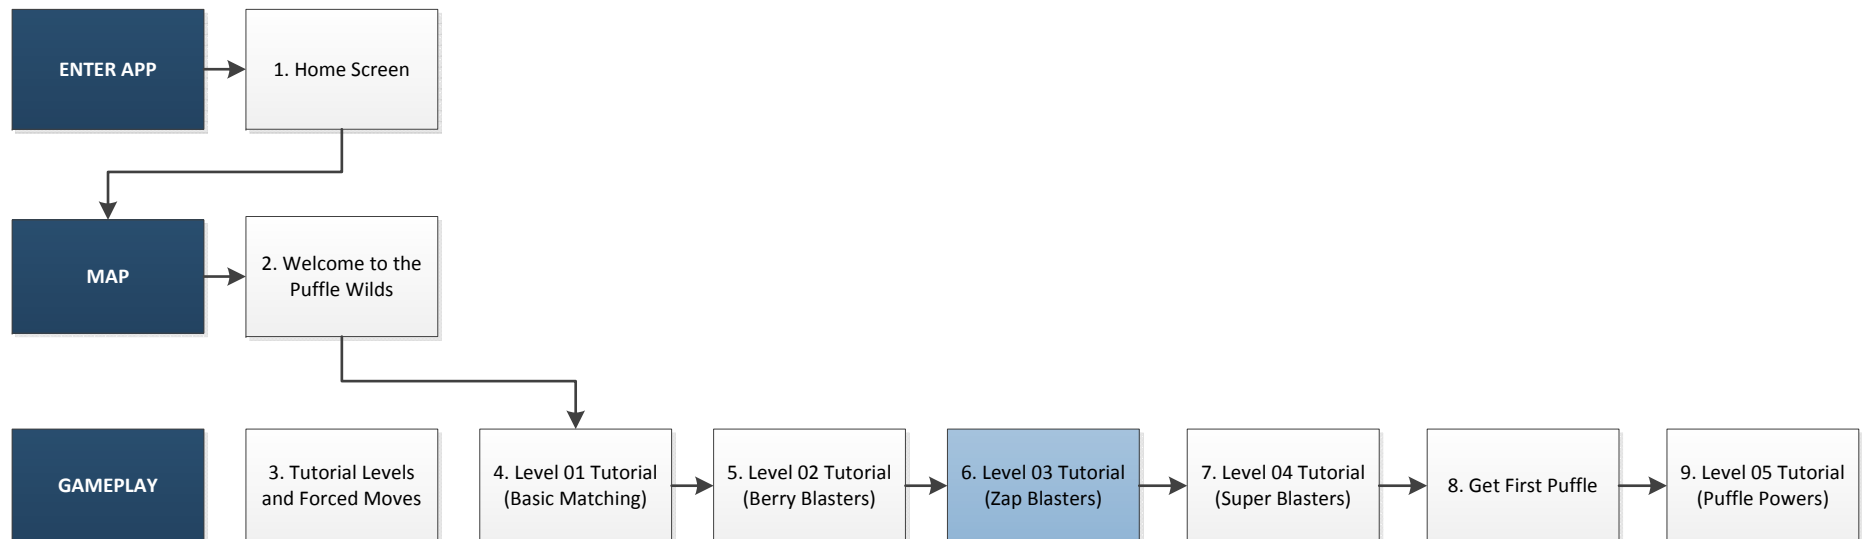 ENTER APP
1. Home Screen
MAP
2. Welcome to the
Puffle Wilds
GAMEPLAY
3. Tutorial Levels
and Forced Moves
4. Level 01 Tutorial
(Basic Matching)
5. Level 02 Tutorial
(Berry Blasters)
6. Level 03 Tutorial
(Zap Blasters)
7. Level 04 Tutorial
(Super Blasters)
8. Get First Puffle
9. Level 05 Tutorial
(Puffle Powers)